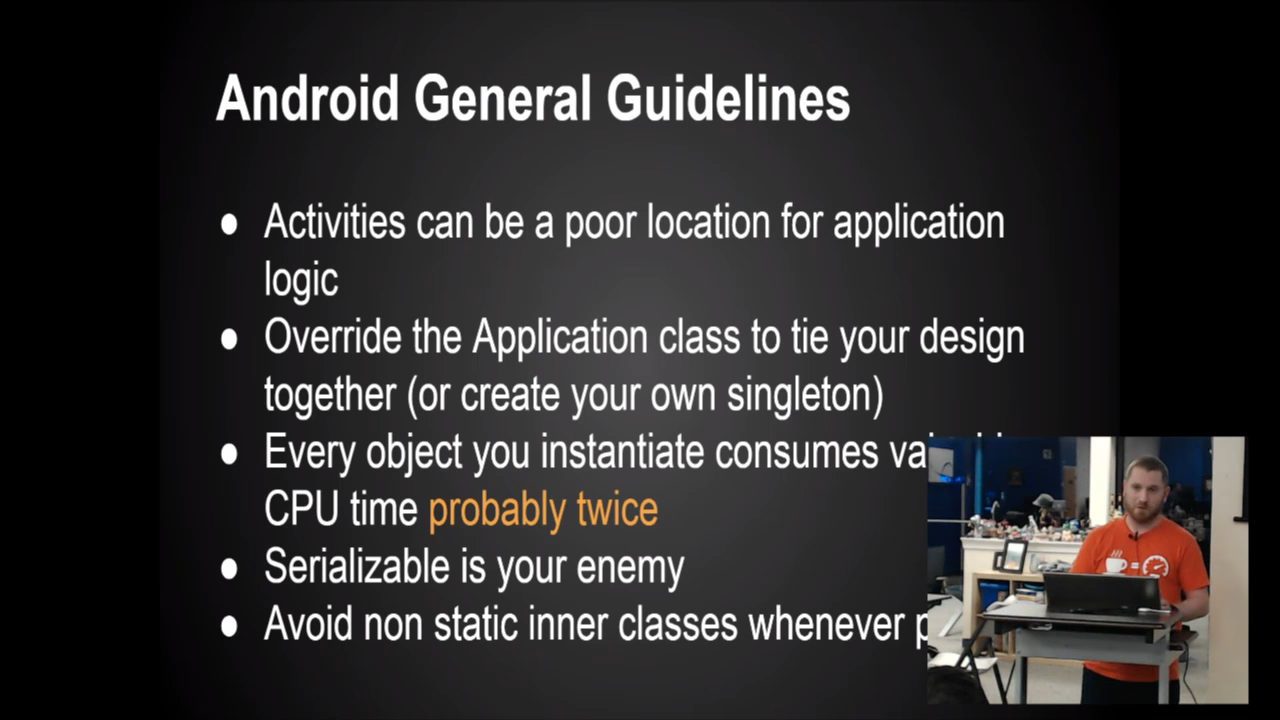 Android General Guidelines
● Activities can be a poor location for application
logic
● Override the Application class to tie your design
together (or create your own singleton)
● Every object you instantiate consumes
CPU time probably twice
● Serializable is your enemy
● Avoid non static inner classes whenever